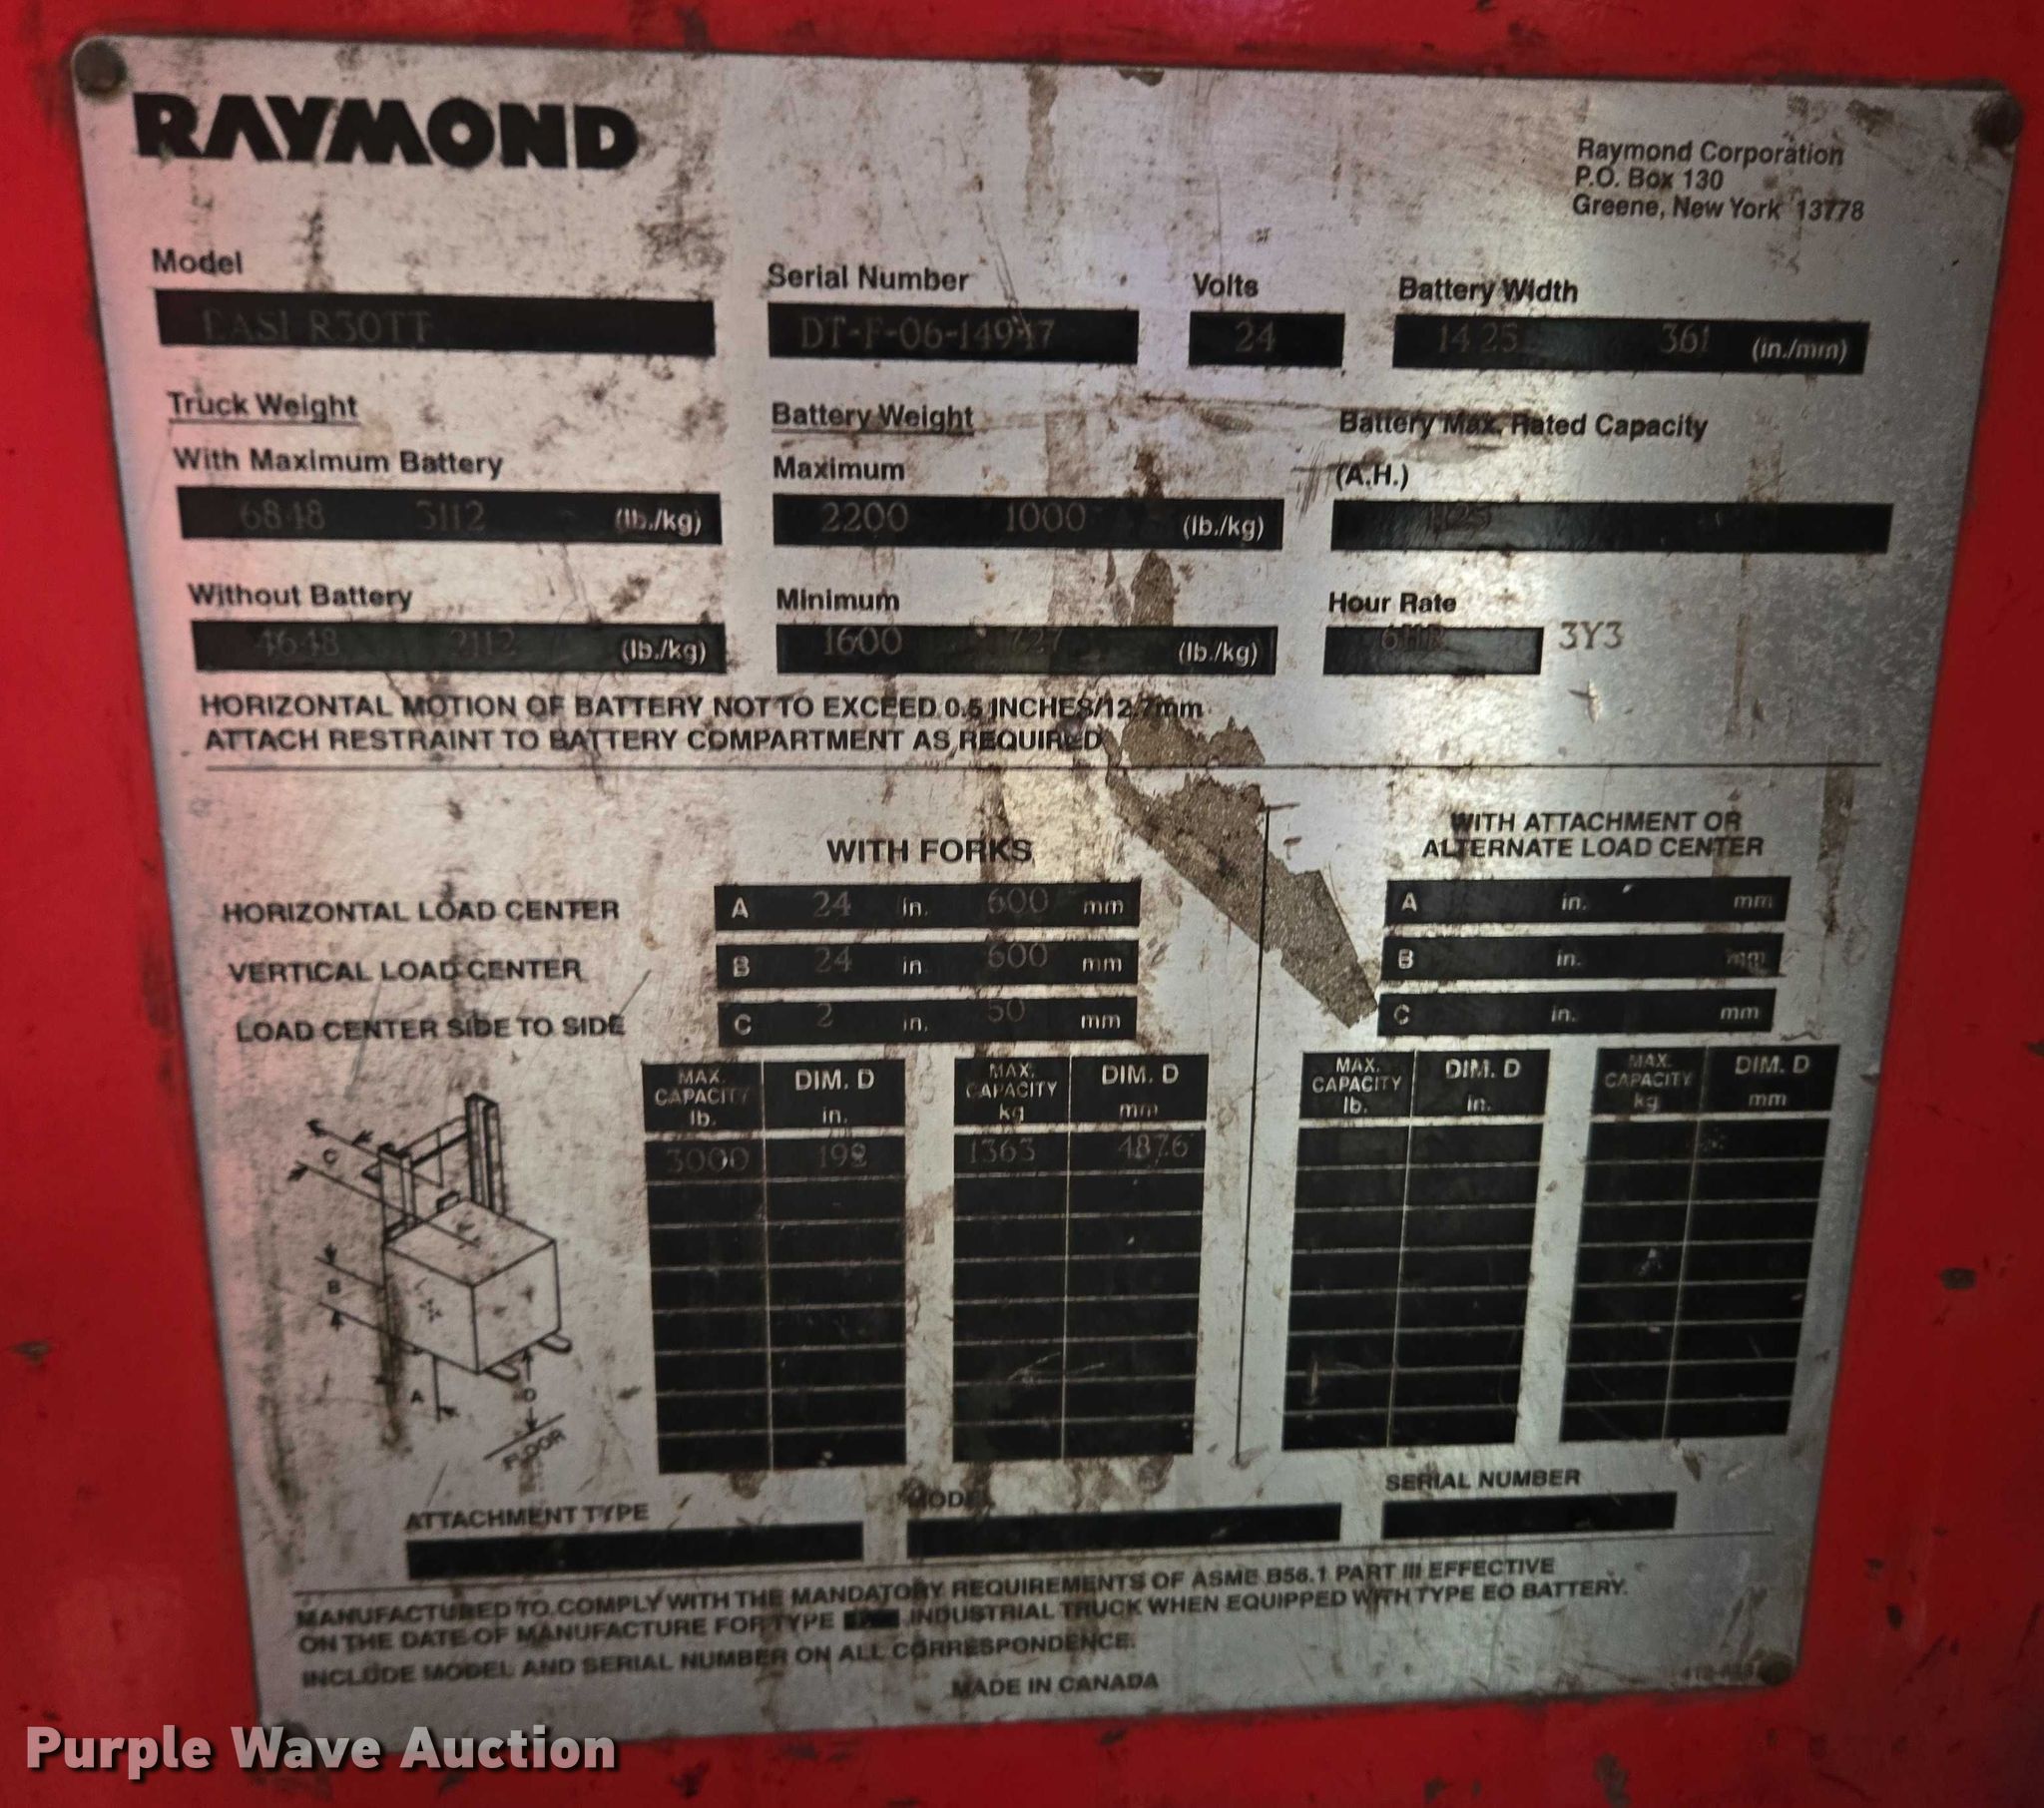 RAYMOND
Raymond Corporation
P.O. Box 130
Greene, New York 13778
Model
EASI R30TT
Serial Number
DT-F-06-14947
Volts
24
Battery Width
14.25 361 (in./mm)
Truck Weight
With Maximum Battery
6848 3112 (lb./kg)
Battery Weight
Maximum
2200 1000 (lb./kg)
Battery Max. Rated Capacity
(A.H.)
Without Battery
4648 2112 (lb./kg)
Minimum
1600 727 (lb./kg)
Hour Rate
6HR 3Y3
HORIZONTAL MOTION OF BATTERY NOT TO EXCEED 0.5 INCHES/12.7mm
ATTACH RESTRAINT TO BATTERY COMPARTMENT AS REQUIRED
WITH FORKS
WITH ATTACHMENT OR
ALTERNATE LOAD CENTER
HORIZONTAL LOAD CENTER A 24 in. 600 mm A in. mm
VERTICAL LOAD CENTER B 24 in 600 mm B in. mm
LOAD CENTER SIDE TO SIDE C 2 in. 50 mm C in. mm
MAX. CAPACITY lb. DIM. D in. MAX. CAPACITY kg DIM. D mm
MAX. CAPACITY lb. DIM. D in. MAX. CAPACITY kg DIM. D mm
3000 192 1363 4876
C
B
A
D
FLOOR
ATTACHMENT TYPE MODEL SERIAL NUMBER
MANUFACTURED TO COMPLY WITH THE MANDATORY REQUIREMENTS OF ASME B56.1 PART III EFFECTIVE
ON THE DATE OF MANUFACTURE FOR TYPE INDUSTRIAL TRUCK WHEN EQUIPPED WITH TYPE EO BATTERY.
INCLUDE MODEL AND SERIAL NUMBER ON ALL CORRESPONDENCE.
MADE IN CANADA
Purple Wave Auction